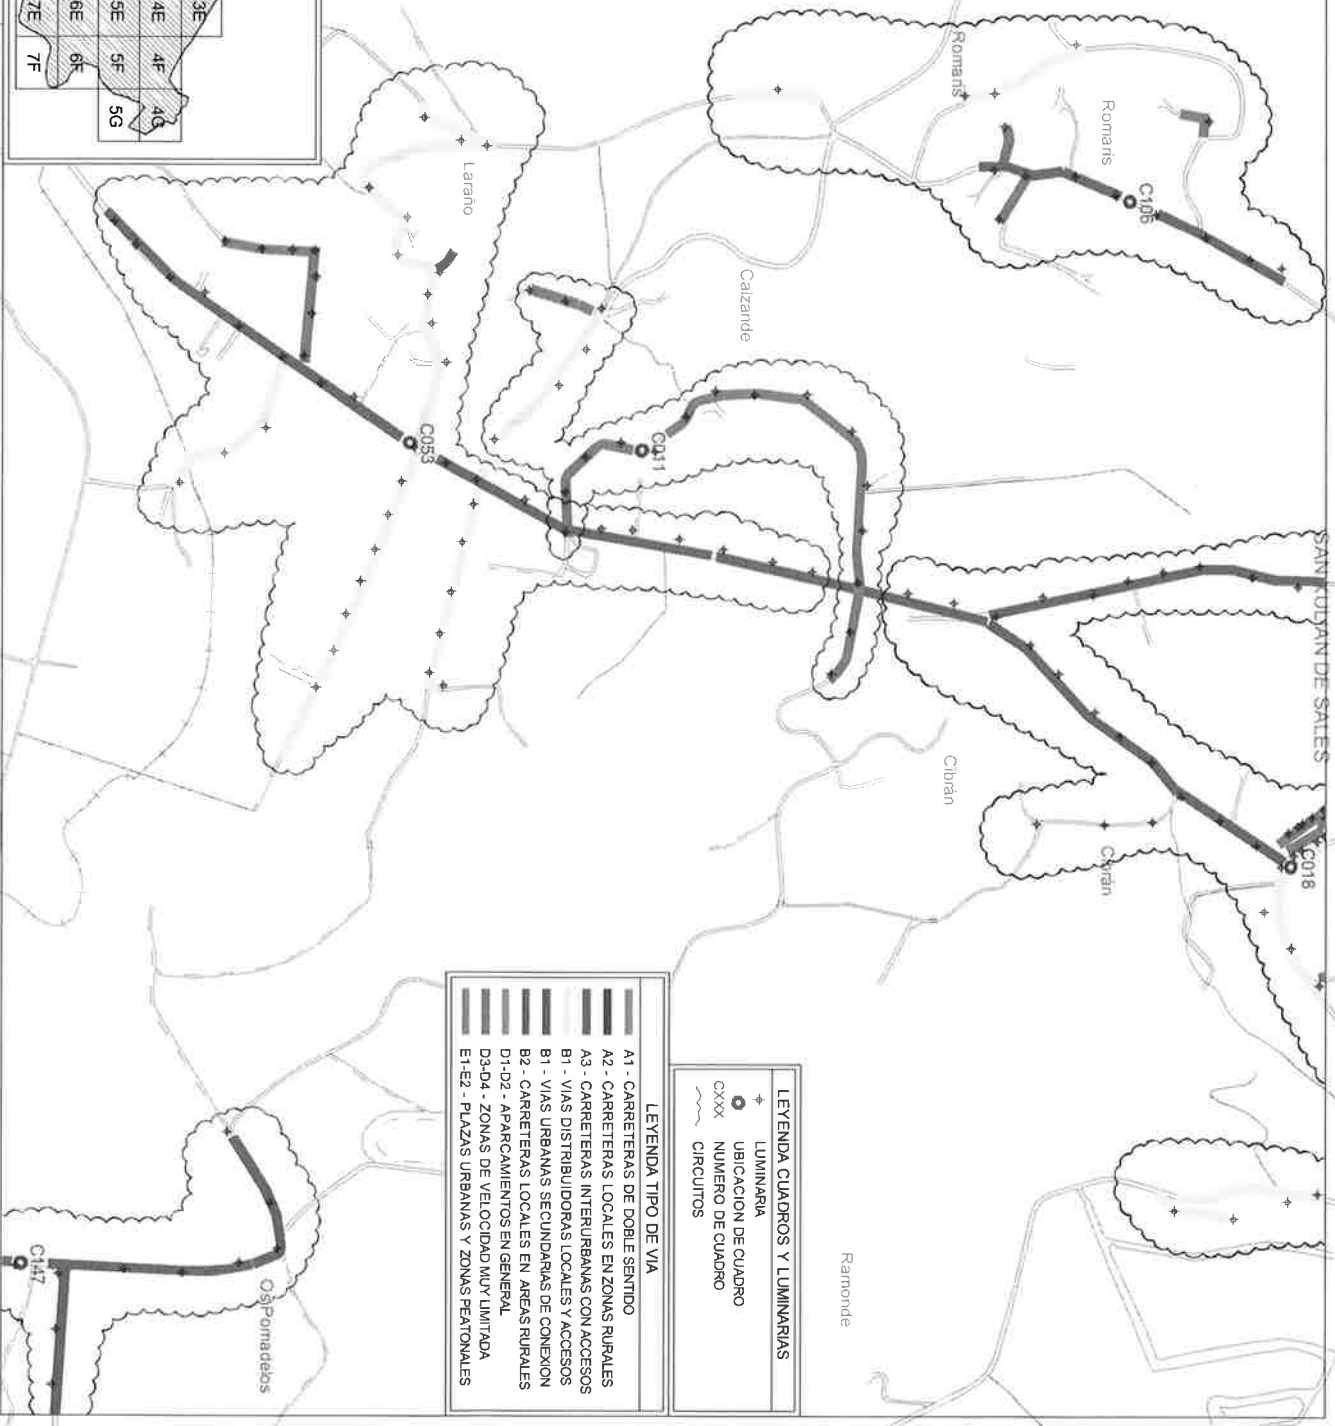 3E
4E
5E
6E
7E
4F
5F
6F
7F
4G
5G
Romaris
Romaris
C106
Laraño
Caizande
C053
C011
SAN XULIAN DE SALES
Cibrán
Cibrán
C018
LEYENDA CUADROS Y LUMINARIAS
LUMINARIA
UBICACION DE CUADRO
CXXX NUMERO DE CUADRO
CIRCUITOS
LEYENDA TIPO DE VIA
A1 - CARRETERAS DE DOBLE SENTIDO
A2 - CARRETERAS LOCALES EN ZONAS RURALES
A3 - CARRETERAS INTERURBANAS CON ACCESOS
B1 - VIAS DISTRIBUIDORAS LOCALES Y ACCESOS
B1 - VIAS URBANAS SECUNDARIAS DE CONEXION
B2 - CARRETERAS LOCALES EN AREAS RURALES
D1-D2 - APARCAMIENTOS EN GENERAL
D3-D4 - ZONAS DE VELOCIDAD MUY LIMITADA
E1-E2 - PLAZAS URBANAS Y ZONAS PEATONALES
Ramonde
Os Pomadelos
C147